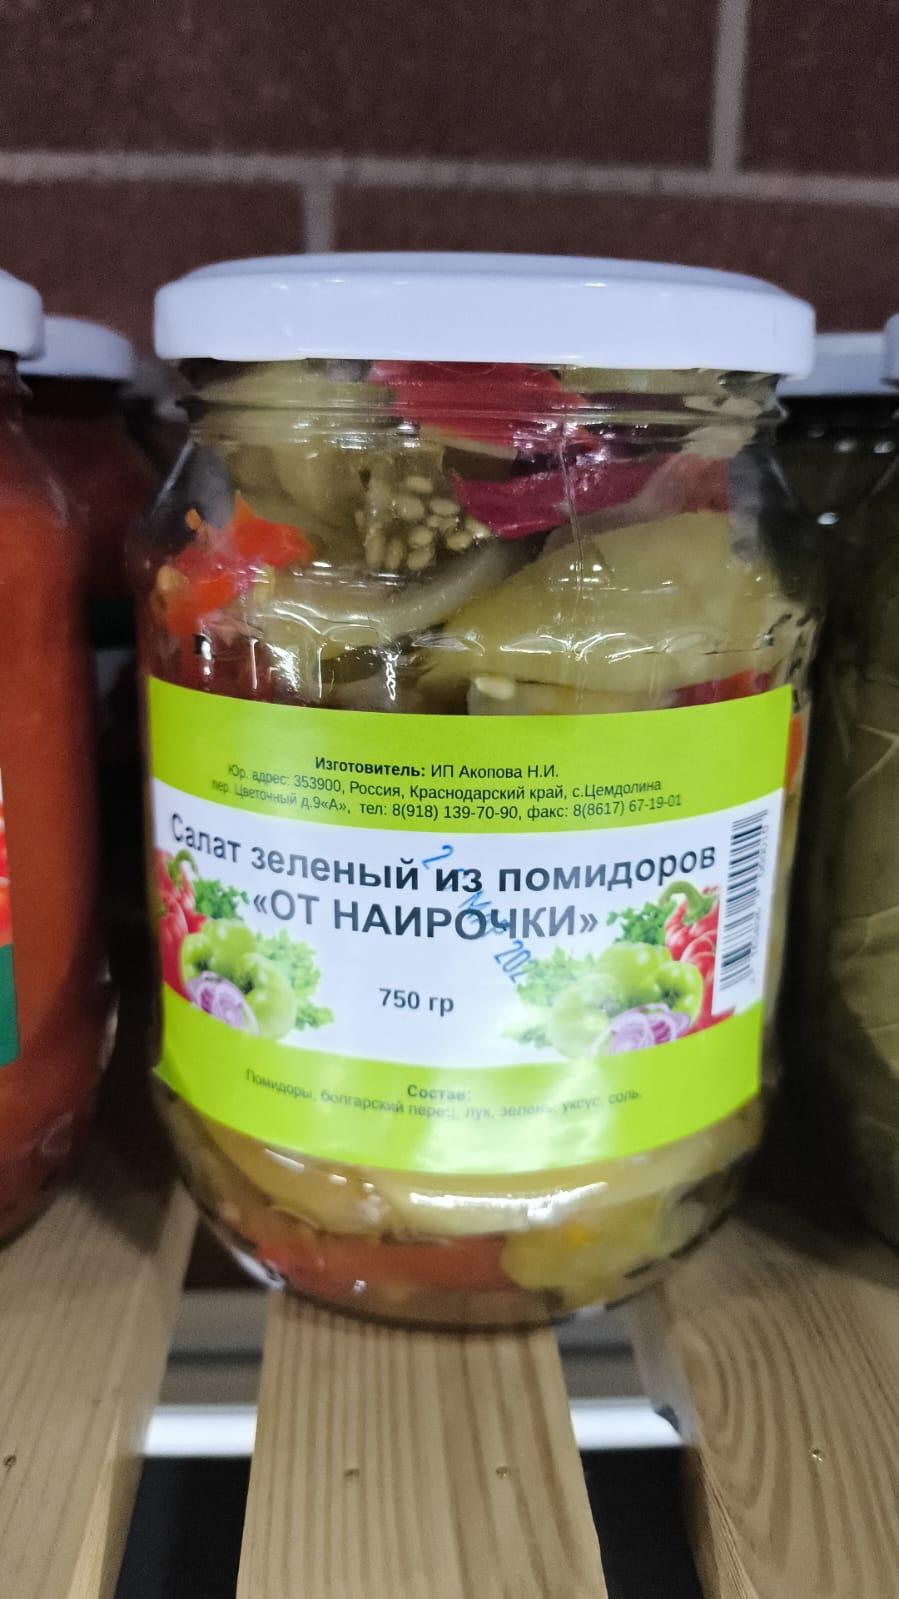 Изготовитель: ИП Акопова Н.И.
Юр. адрес: 353900, Россия, Краснодарский край, с.Цемдолина
пер. Цветочный д.9«А», тел: 8(918) 139-70-90, факс: 8(8617) 67-19-01
Салат зеленый из помидоров
«ОТ НАИРОЧКИ»
750 гр
Состав:
Помидоры, болгарский перец, лук, зелень, уксус, соль.